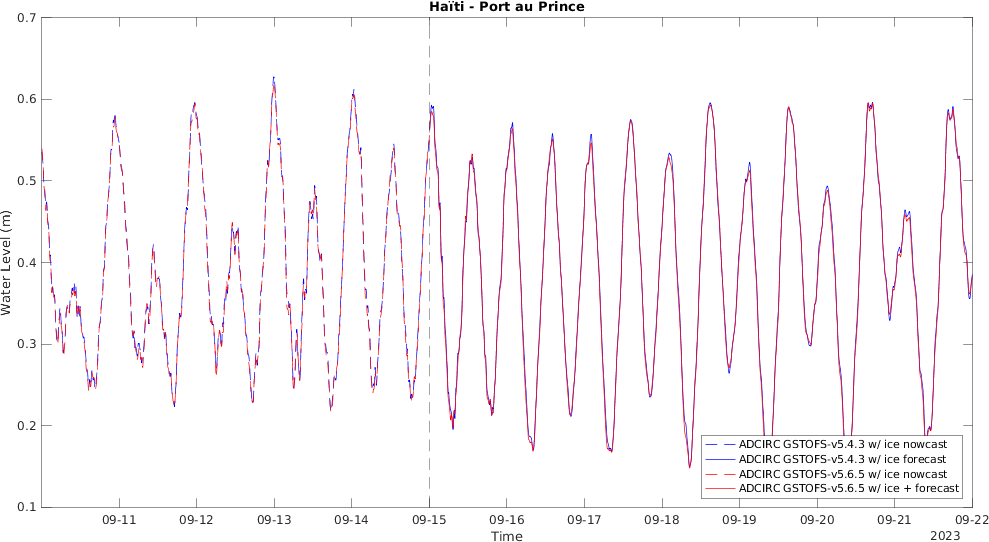 Haïti - Port au Prince
0.7
0.6
0.5
0.4
0.3
0.2
0.1
Water Level (m)
ADCIRC GSTOFS-v5.4.3 w/ ice nowcast
ADCIRC GSTOFS-v5.4.3 w/ ice forecast
ADCIRC GSTOFS-v5.6.5 w/ ice nowcast
ADCIRC GSTOFS-v5.6.5 w/ ice + forecast
09-11 09-12 09-13 09-14 09-15 09-16 09-17 09-18 09-19 09-20 09-21 09-22
Time
2023